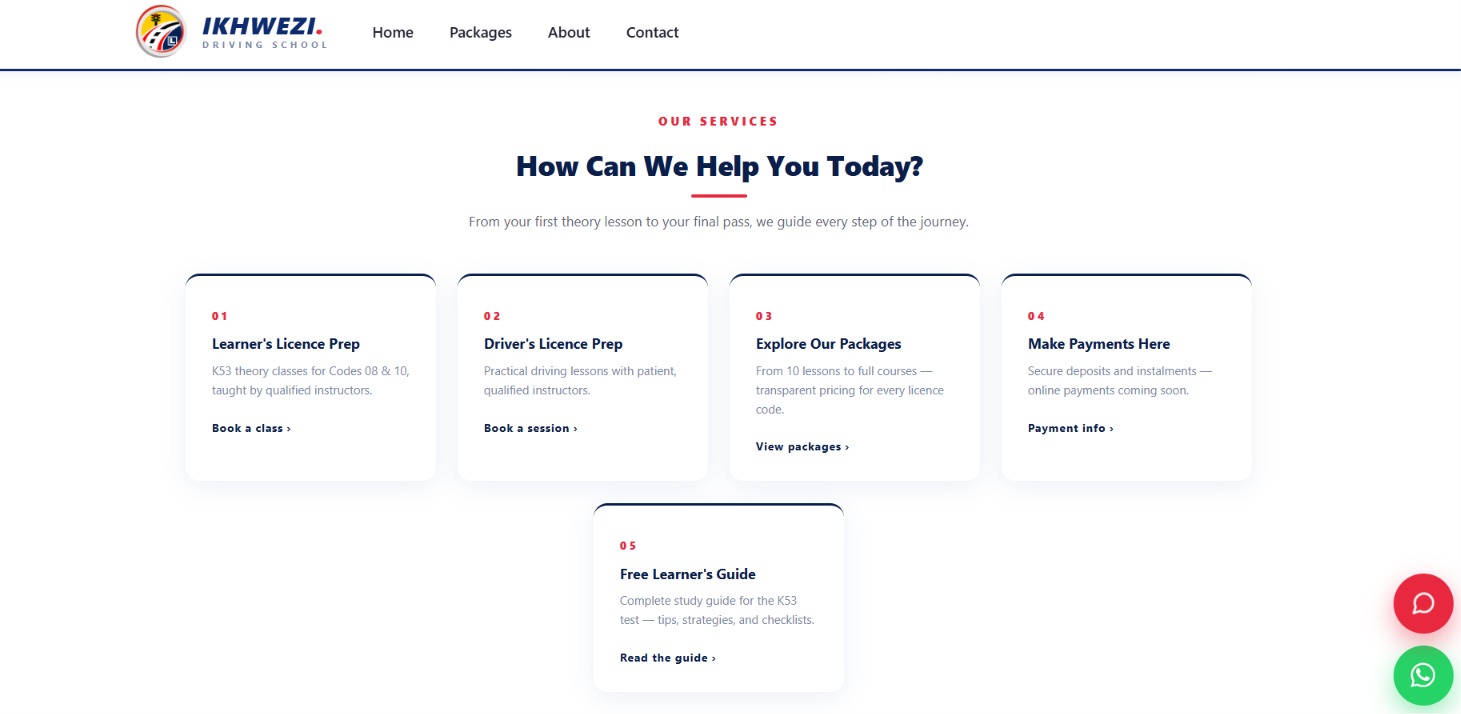 IKHWEZI.
DRIVING SCHOOL
Home
Packages
About
Contact
OUR SERVICES
How Can We Help You Today?
From your first theory lesson to your final pass, we guide every step of the journey.
01
Learner's Licence Prep
K53 theory classes for Codes 08 & 10,
taught by qualified instructors.
Book a class ›
02
Driver's Licence Prep
Practical driving lessons with patient,
qualified instructors.
Book a session ›
03
Explore Our Packages
From 10 lessons to full courses —
transparent pricing for every licence
code.
View packages ›
04
Make Payments Here
Secure deposits and instalments —
online payments coming soon.
Payment info ›
05
Free Learner's Guide
Complete study guide for the K53
test — tips, strategies, and checklists.
Read the guide ›